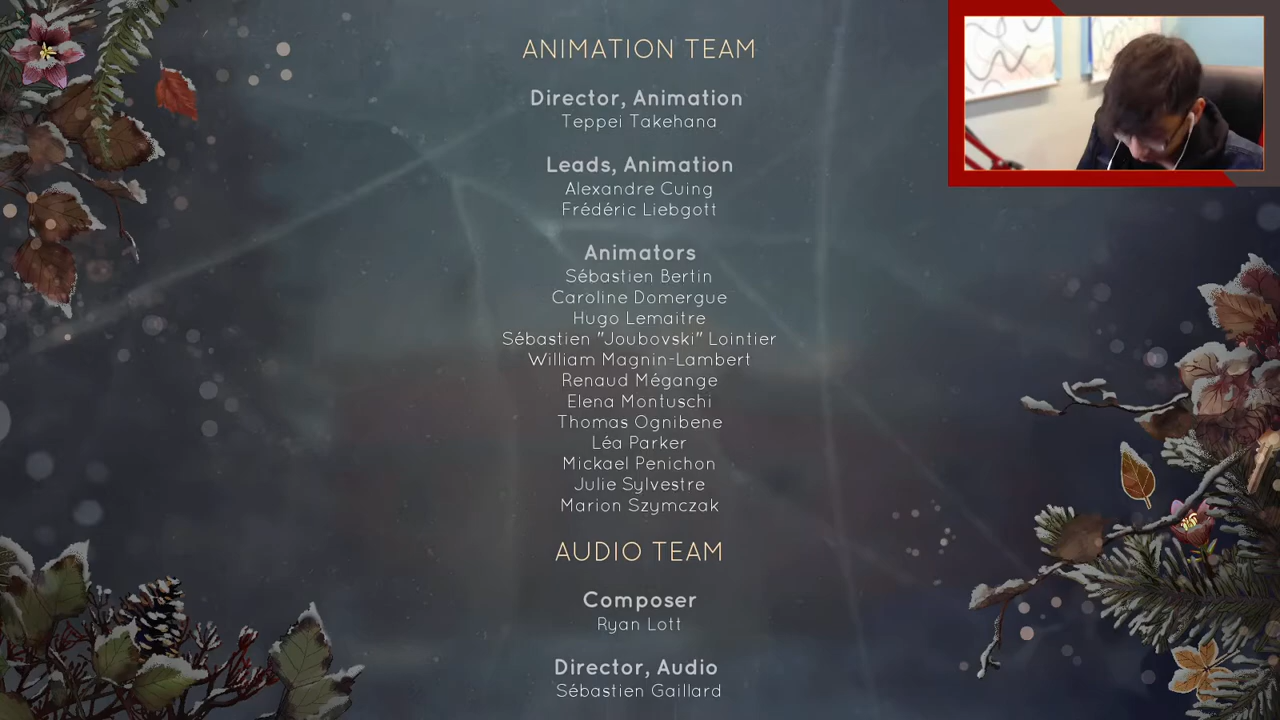 ANIMATION TEAM
Director, Animation
Teppei Takehana
Leads, Animation
Alexandre Cuing
Frédéric Liebgott
Animators
Sébastien Bertin
Caroline Domergue
Hugo Lemaitre
Sébastien "Joubovski" Lointier
William Magnin-Lambert
Renaud Mégange
Elena Montuschi
Thomas Ognibene
Léa Parker
Mickael Penichon
Julie Sylvestre
Marion Szymczak
AUDIO TEAM
Composer
Ryan Lott
Director, Audio
Sébastien Gaillard